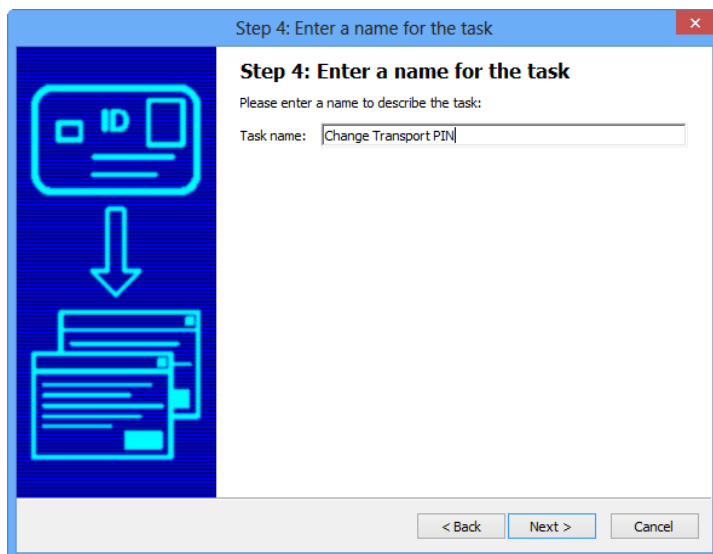 Step 4: Enter a name for the task
Step 4: Enter a name for the task
Please enter a name to describe the task:
Task name: Change Transport PIN
ID
< Back Next > Cancel